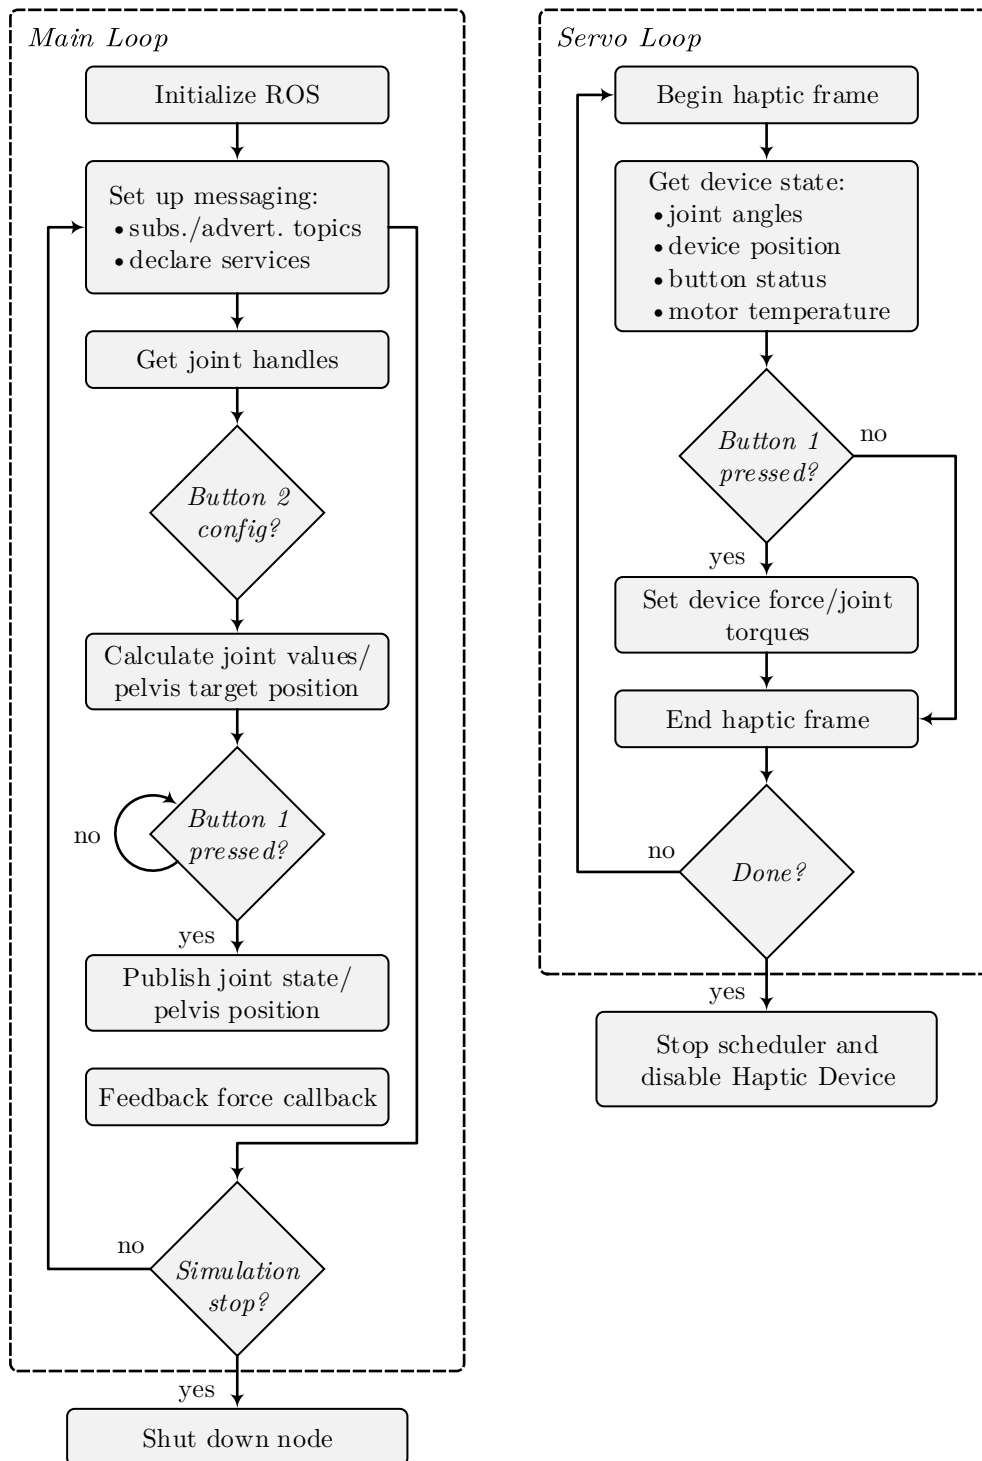 Main Loop
Initialize ROS
Set up messaging:
• subs./advert. topics
• declare services
Get joint handles
Button 2
config?
Calculate joint values/
pelvis target position
Button 1
pressed?
no
yes
Publish joint state/
pelvis position
Feedback force callback
no
Simulation
stop?
yes
Shut down node
Servo Loop
Begin haptic frame
Get device state:
• joint angles
• device position
• button status
• motor temperature
Button 1
pressed?
no
yes
Set device force/joint
torques
End haptic frame
no
Done?
yes
Stop scheduler and
disable Haptic Device